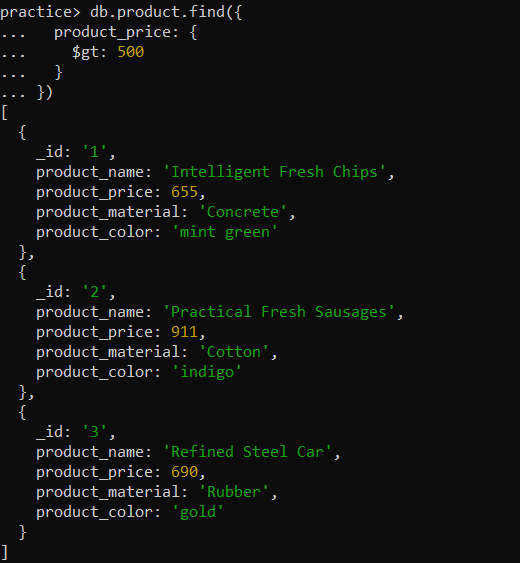 practice> db.product.find({
...   product_price: {
...     $gt: 500
...   }
... })
[
  {
    _id: '1',
    product_name: 'Intelligent Fresh Chips',
    product_price: 655,
    product_material: 'Concrete',
    product_color: 'mint green'
  },
  {
    _id: '2',
    product_name: 'Practical Fresh Sausages',
    product_price: 911,
    product_material: 'Cotton',
    product_color: 'indigo'
  },
  {
    _id: '3',
    product_name: 'Refined Steel Car',
    product_price: 690,
    product_material: 'Rubber',
    product_color: 'gold'
  }
]